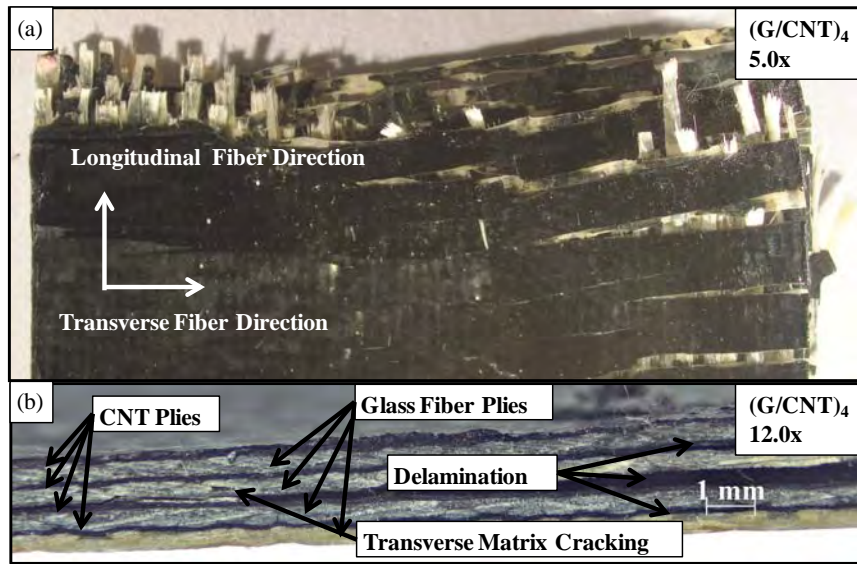 (a)
(G/CNT)4
5.0x
Longitudinal Fiber Direction
Transverse Fiber Direction
(b)
CNT Plies
Glass Fiber Plies
(G/CNT)4
12.0x
Delamination
1 mm
Transverse Matrix Cracking